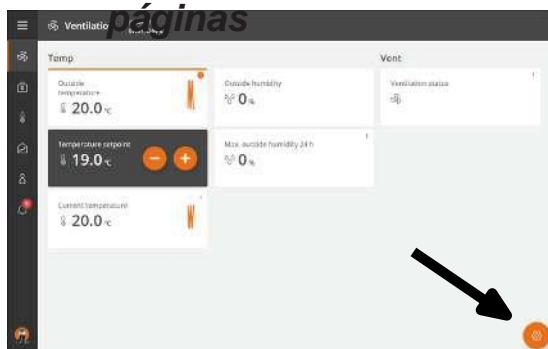 páginas
Ventilatio
Temp
Vent
Outside temperature
20.0 °C
Outside humidity
0 %
Ventilation status
Temperature setpoint
19.0 °C
Max. outside humidity 24 h
0 %
Current temperature
20.0 °C